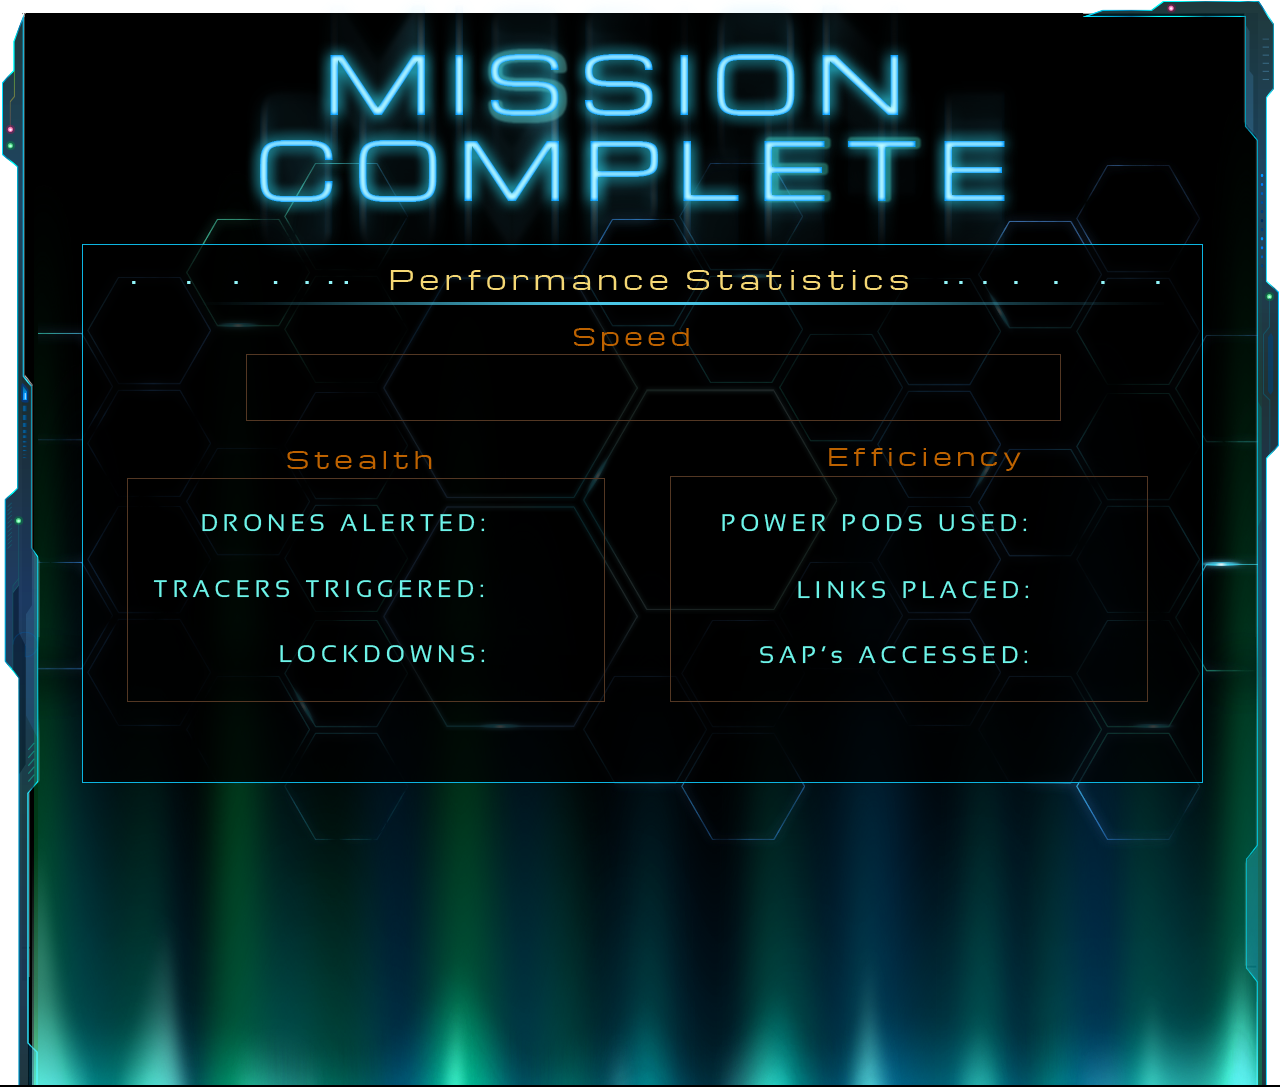 MISSION
COMPLETE
Performance Statistics
Speed
Stealth
DRONES ALERTED:
TRACERS TRIGGERED:
LOCKDOWNS:
Efficiency
POWER PODS USED:
LINKS PLACED:
SAP's ACCESSED: